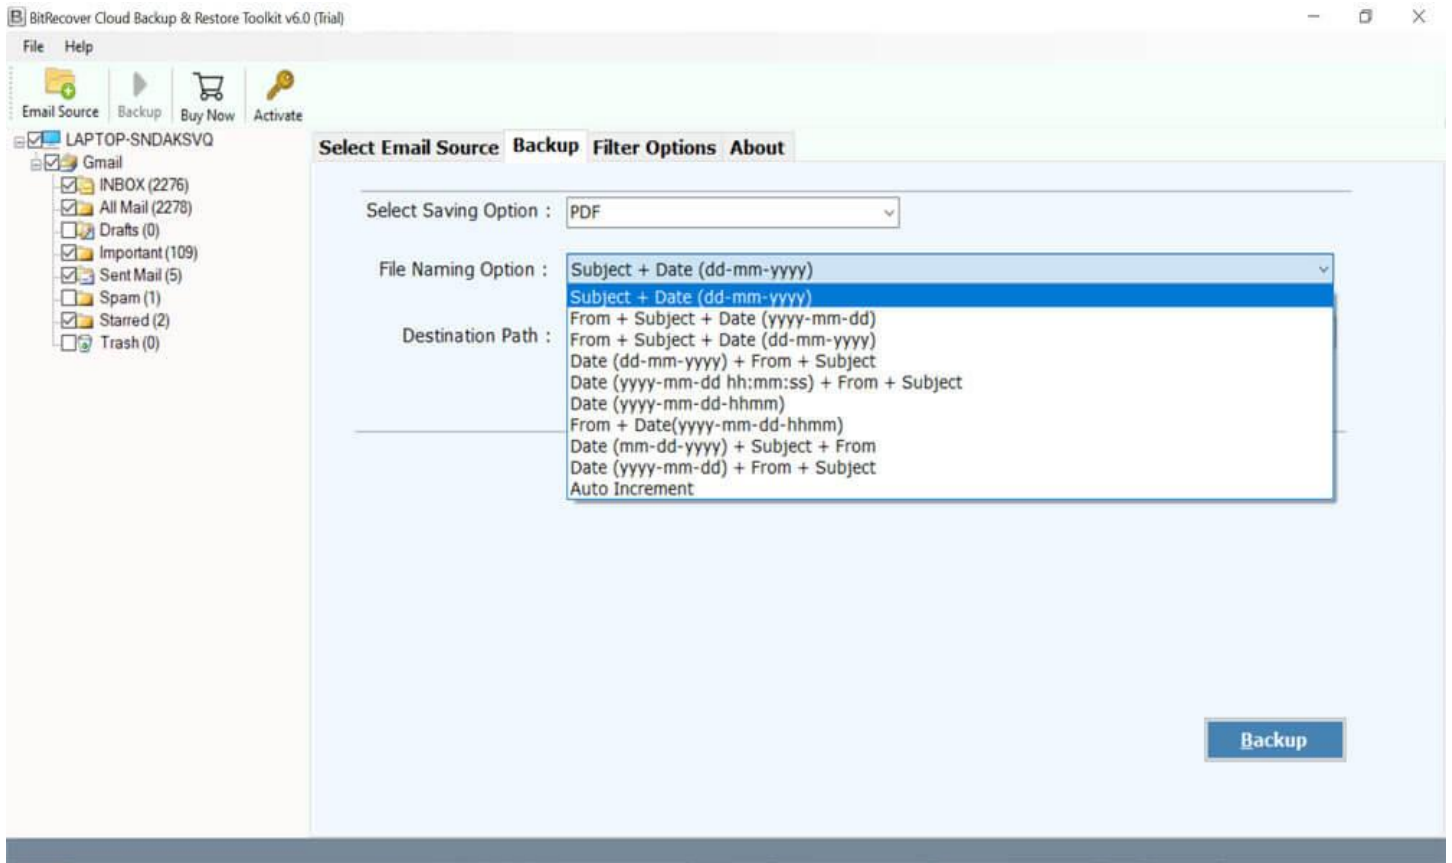 BitRecover Cloud Backup & Restore Toolkit v6.0 (Trial)
File Help
Email Source Backup Buy Now Activate
LAPTOP-SNDAKSVQ
Gmail
INBOX (2276)
All Mail (2278)
Drafts (0)
Important (109)
Sent Mail (5)
Spam (1)
Starred (2)
Trash (0)
Select Email Source Backup Filter Options About
Select Saving Option : PDF
File Naming Option : Subject + Date (dd-mm-yyyy)
Subject + Date (dd-mm-yyyy)
From + Subject + Date (yyyy-mm-dd)
Destination Path :
From + Subject + Date (dd-mm-yyyy)
Date (dd-mm-yyyy) + From + Subject
Date (yyyy-mm-dd hh:mm:ss) + From + Subject
Date (yyyy-mm-dd-hhmm)
From + Date(yyyy-mm-dd-hhmm)
Date (mm-dd-yyyy) + Subject + From
Date (yyyy-mm-dd) + From + Subject
Auto Increment
Backup